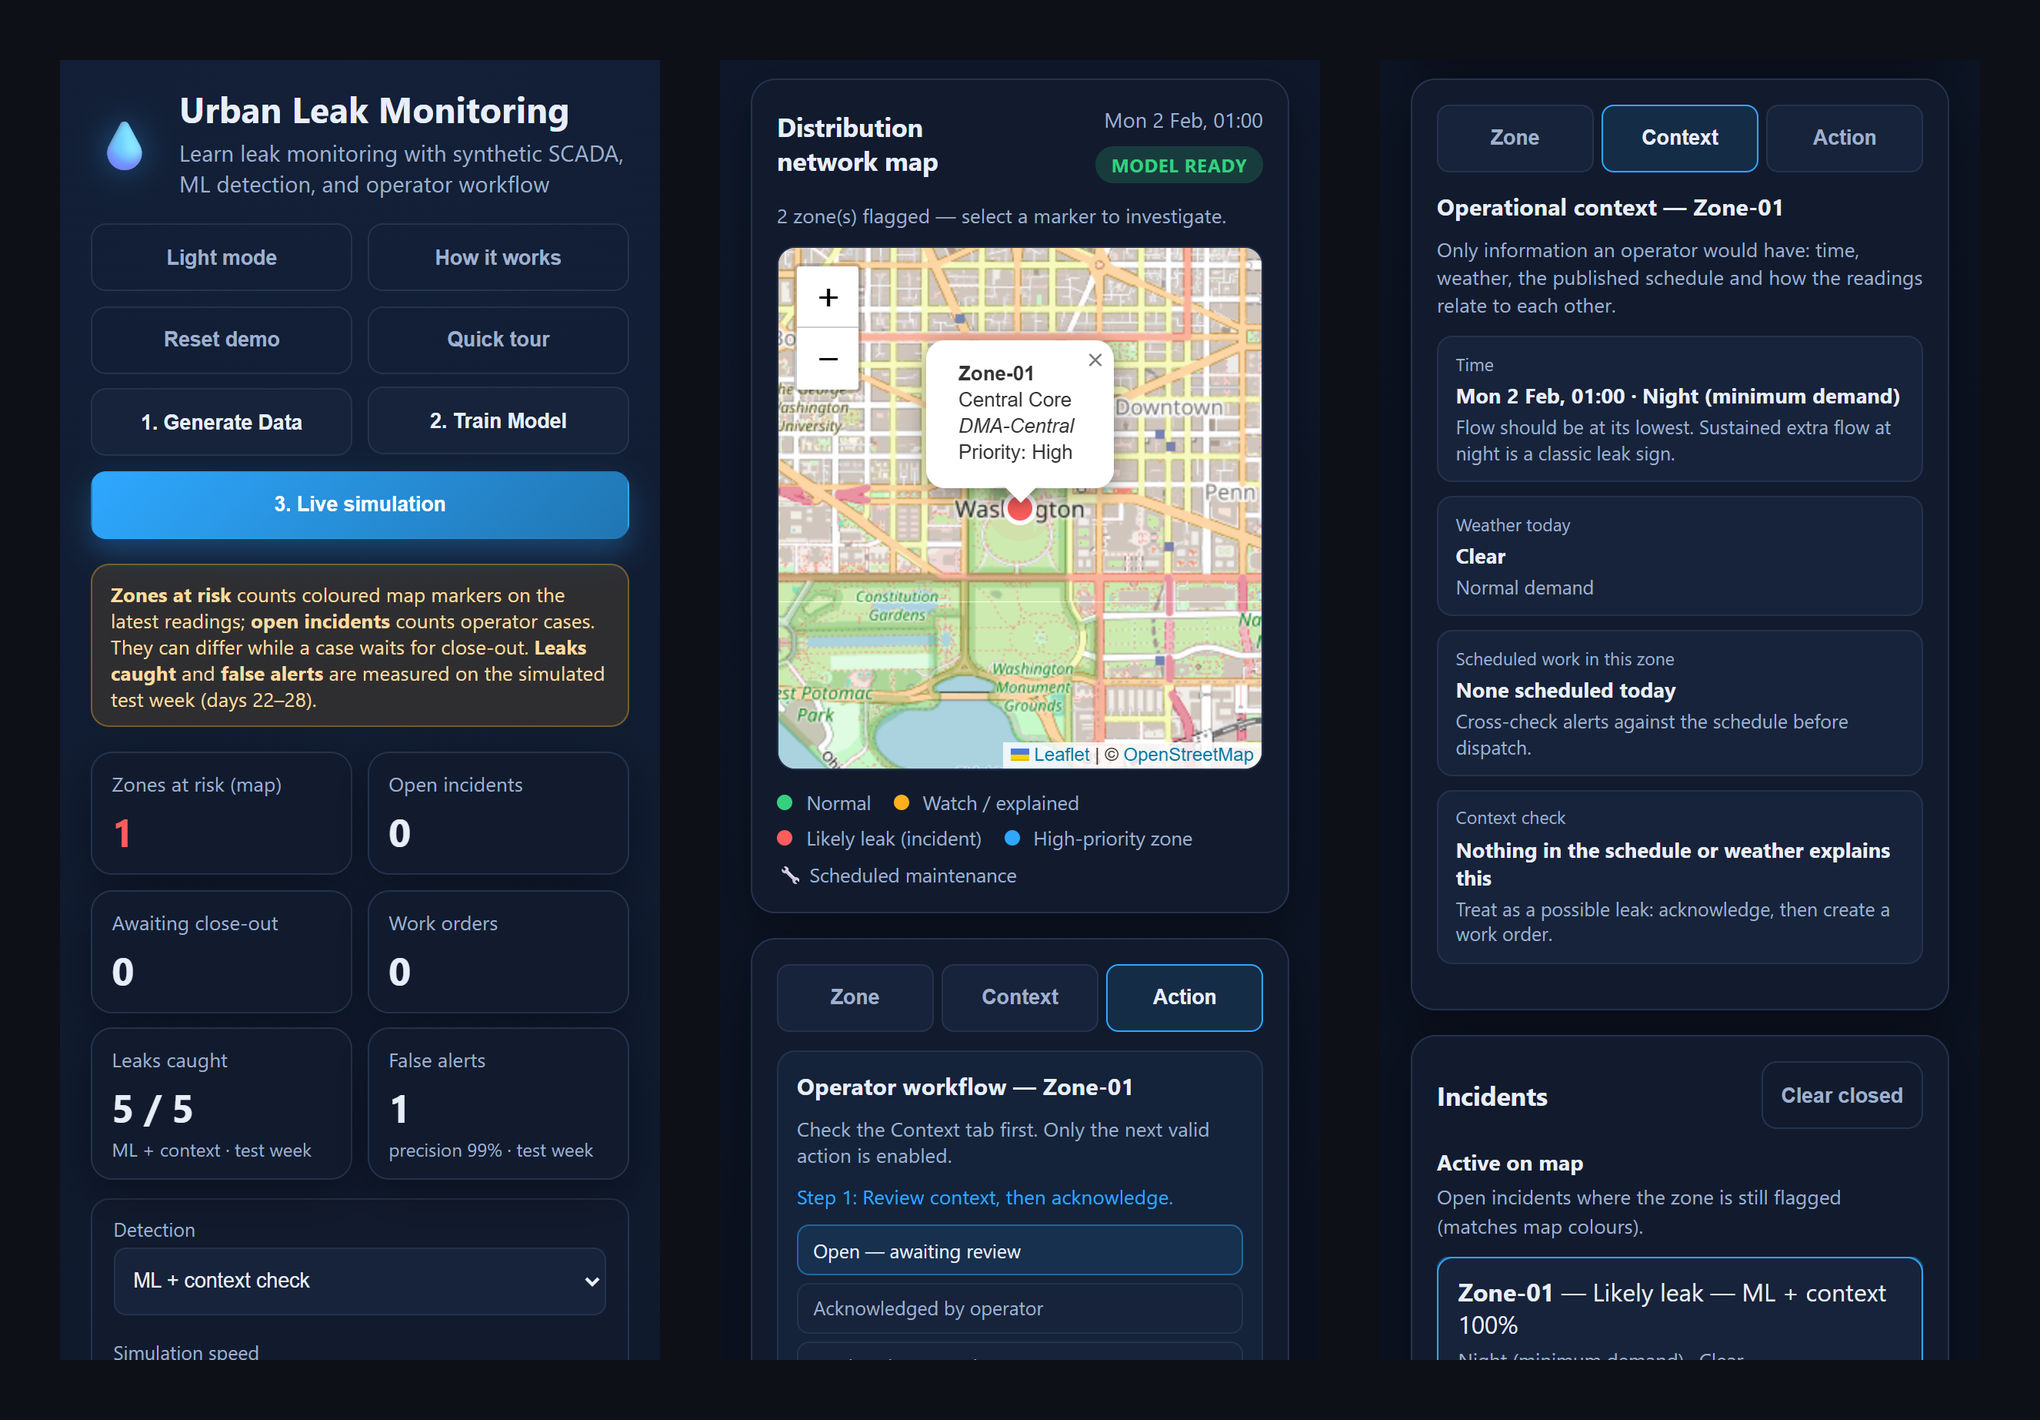 Urban Leak Monitoring
Learn leak monitoring with synthetic SCADA,
ML detection, and operator workflow
Light mode
How it works
Reset demo
Quick tour
1. Generate Data
2. Train Model
3. Live simulation
Zones at risk counts coloured map markers on the
latest readings; open incidents counts operator cases.
They can differ while a case waits for close-out. Leaks
caught and false alerts are measured on the simulated
test week (days 22–28).
Zones at risk (map)
1
Open incidents
0
Awaiting close-out
0
Work orders
0
Leaks caught
5 / 5
ML + context · test week
False alerts
1
precision 99% · test week
Detection
ML + context check
Simulation speed
Distribution
network map
Mon 2 Feb, 01:00
MODEL READY
2 zone(s) flagged — select a marker to investigate.
+
−
Zone-01
Central Core
DMA-Central
Priority: High
×
University
Downtown
Penn
Constitution
Gardens
Washington
Monument
Grounds
Potomac
Park
Leaflet | © OpenStreetMap
Normal
Watch / explained
Likely leak (incident)
High-priority zone
Scheduled maintenance
Zone
Context
Action
Operator workflow — Zone-01
Check the Context tab first. Only the next valid
action is enabled.
Step 1: Review context, then acknowledge.
Open — awaiting review
Acknowledged by operator
Zone
Context
Action
Operational context — Zone-01
Only information an operator would have: time,
weather, the published schedule and how the readings
relate to each other.
Time
Mon 2 Feb, 01:00 · Night (minimum demand)
Flow should be at its lowest. Sustained extra flow at
night is a classic leak sign.
Weather today
Clear
Normal demand
Scheduled work in this zone
None scheduled today
Cross-check alerts against the schedule before
dispatch.
Context check
Nothing in the schedule or weather explains
this
Treat as a possible leak: acknowledge, then create a
work order.
Incidents
Clear closed
Active on map
Open incidents where the zone is still flagged
(matches map colours).
Zone-01 — Likely leak — ML + context
100%
Night (minimum demand) · Clear